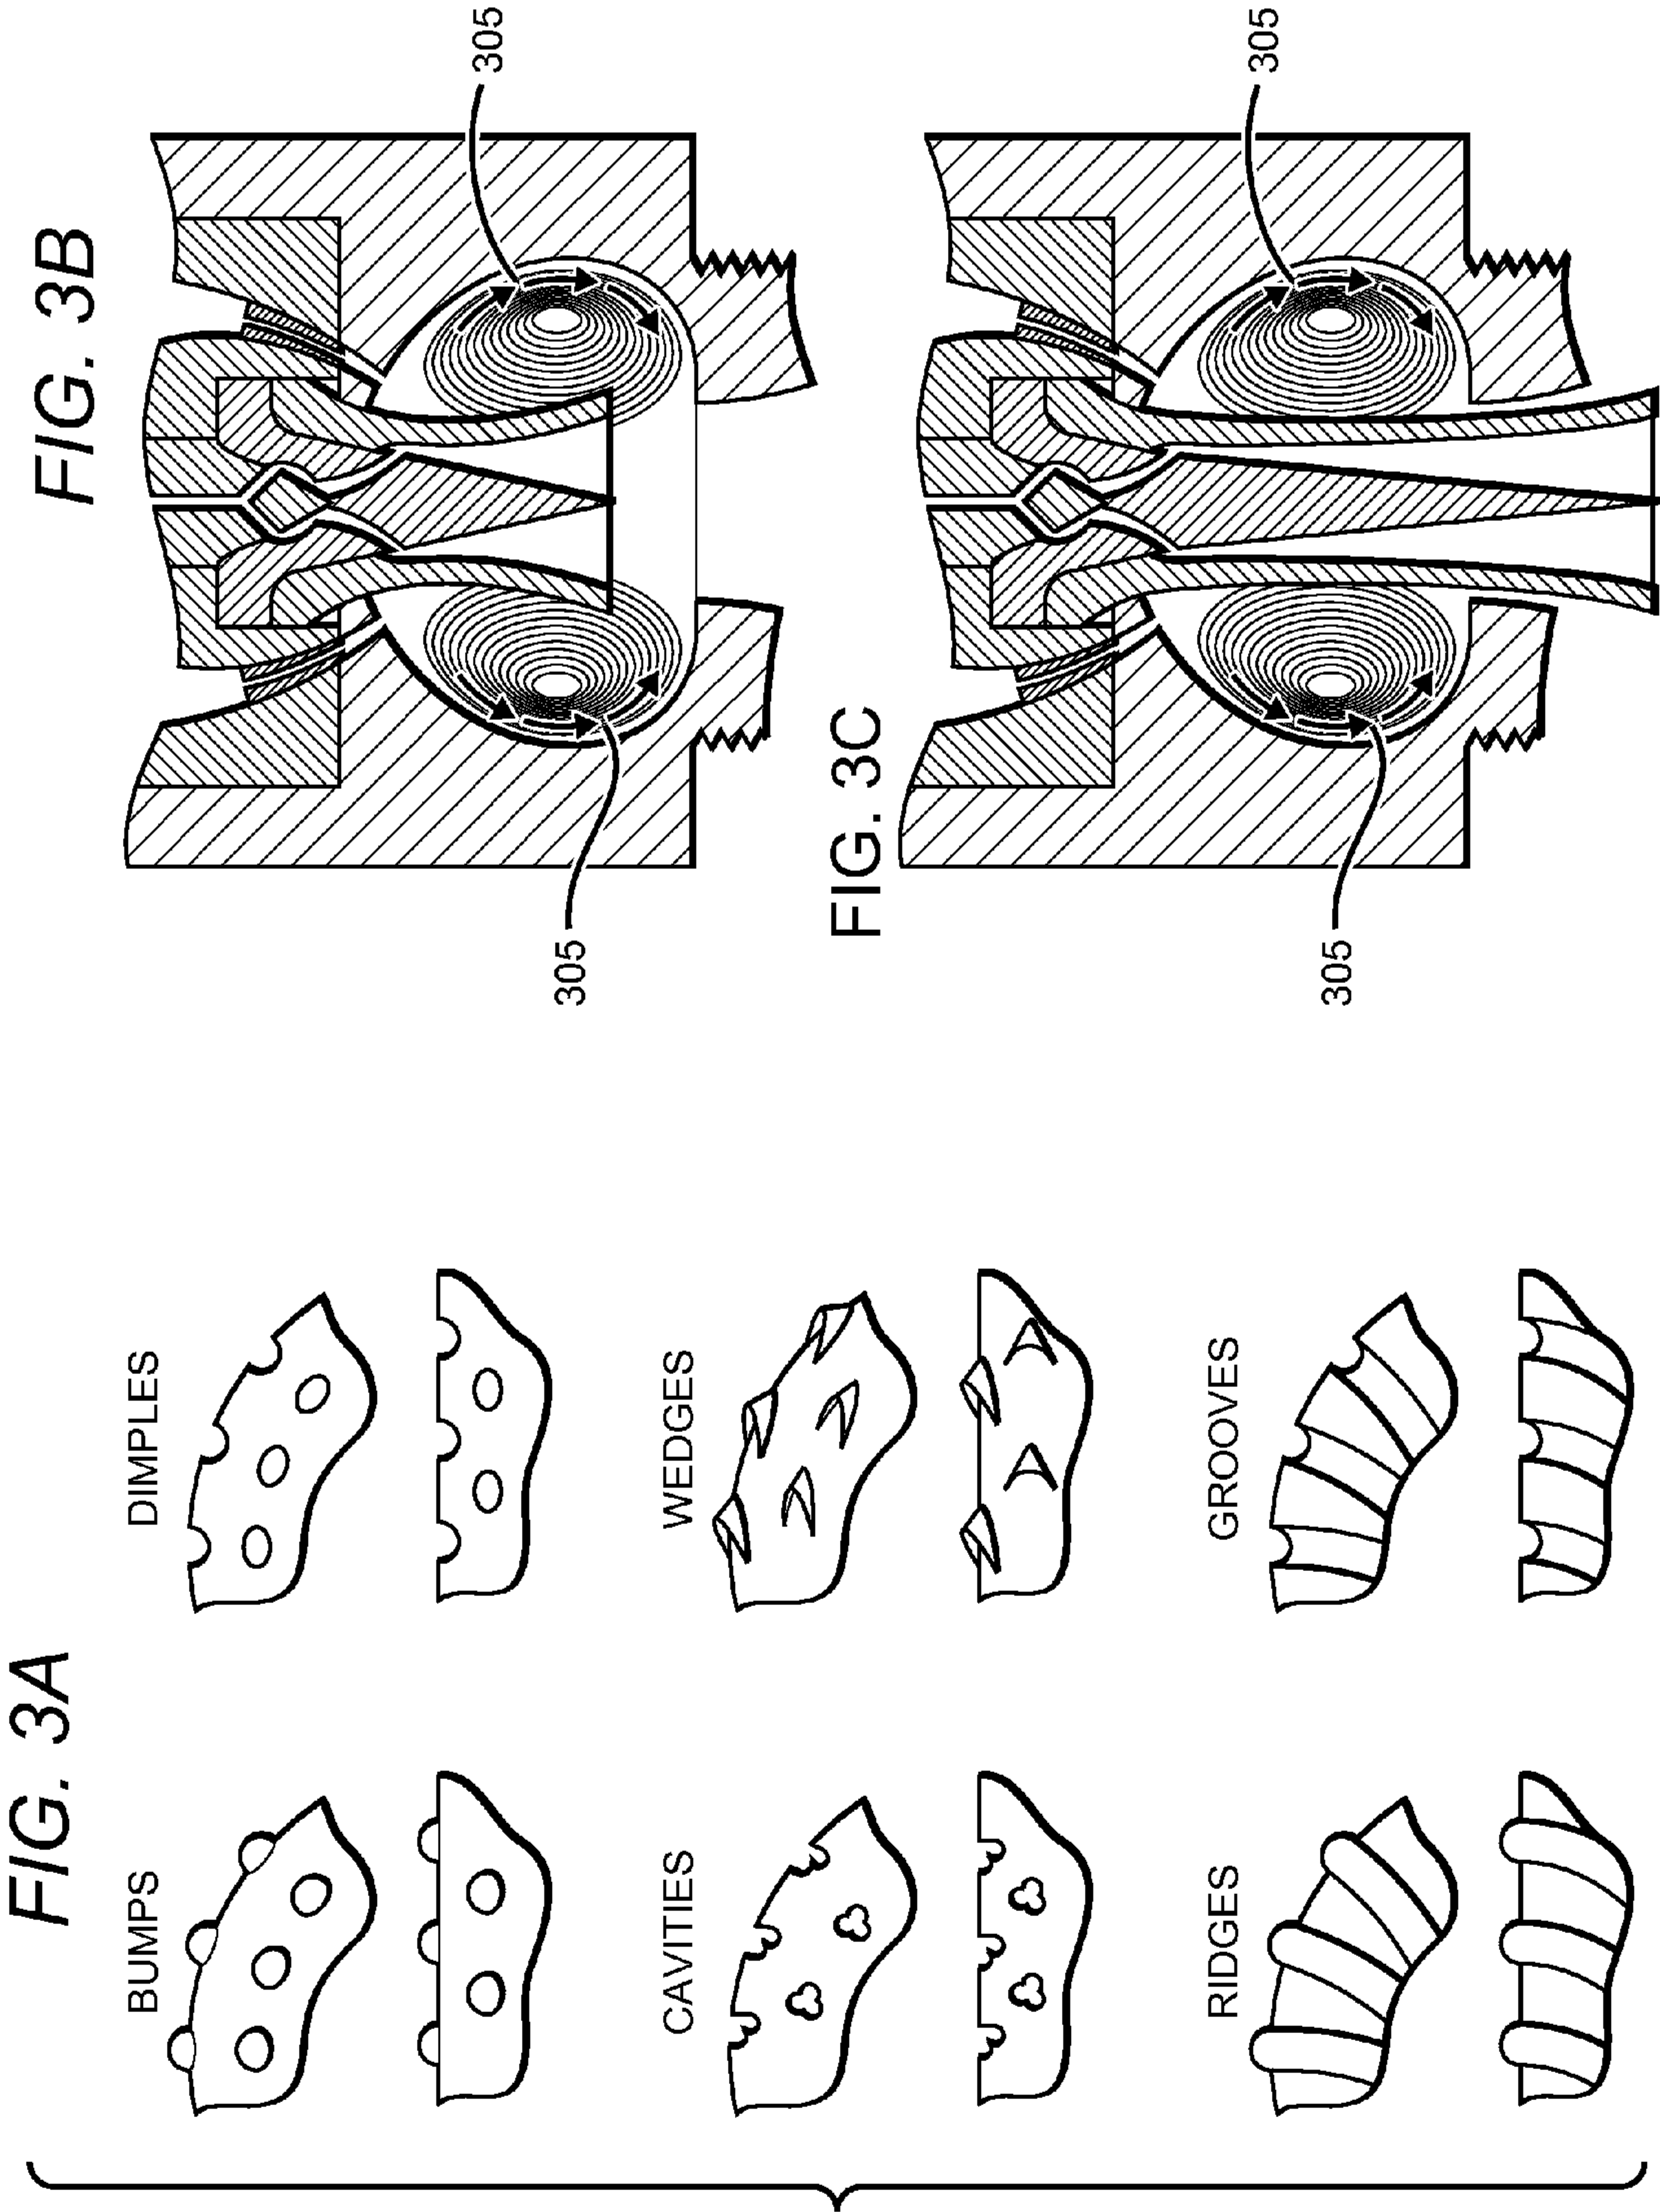 FIG. 3A
BUMPS
DIMPLES
CAVITIES
WEDGES
RIDGES
GROOVES
FIG. 3B
305
305
FIG. 3C
305
305